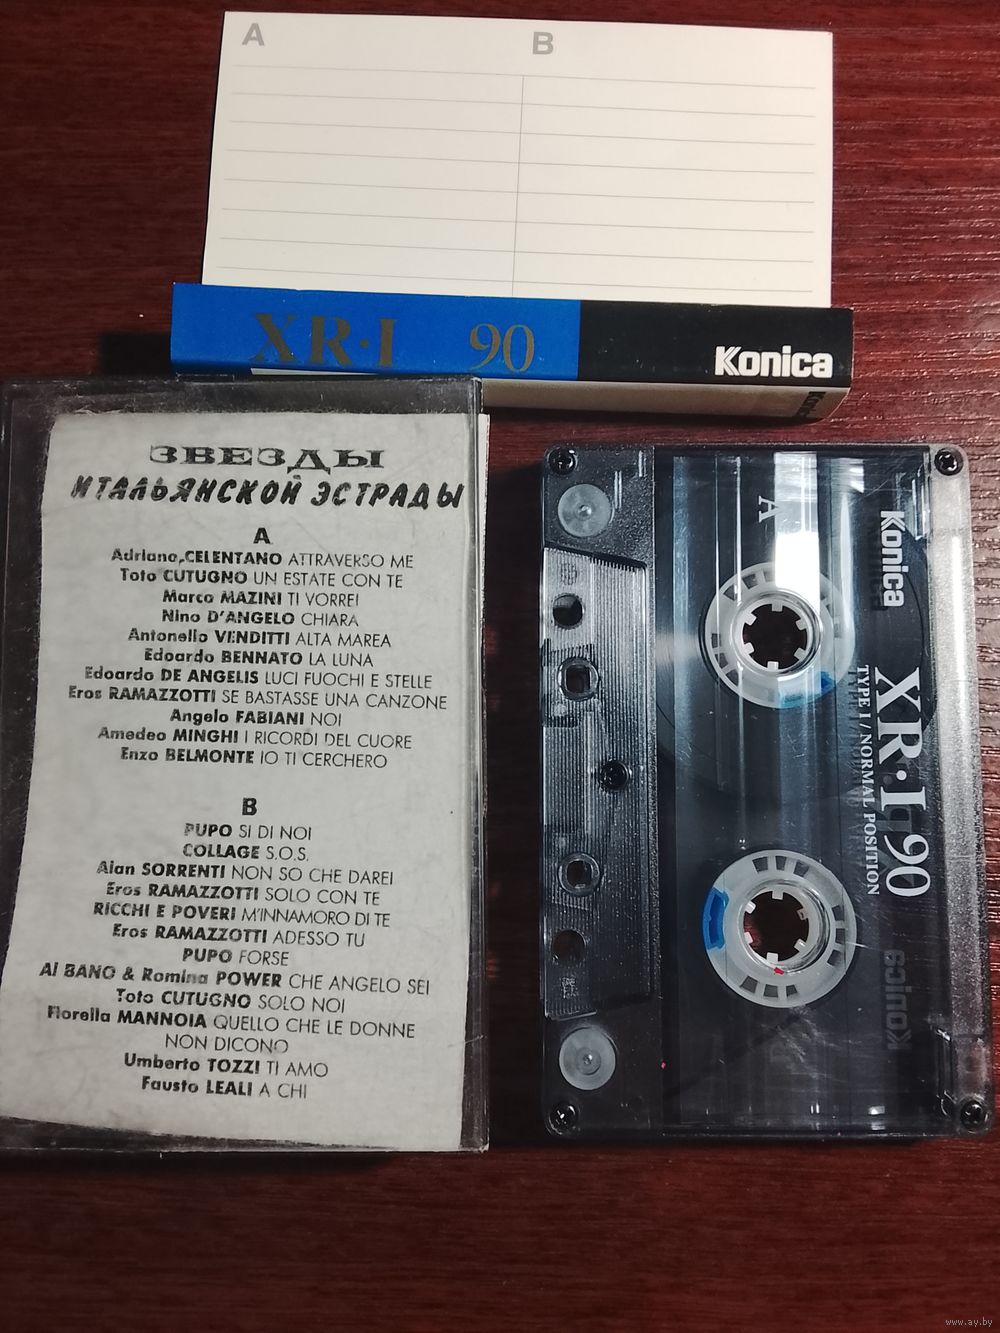 A B
XR·I 90 Konica
Konica
ЗВЕЗДЫ
ИТАЛЬЯНСКОЙ ЭСТРАДЫ
A
Adriano CELENTANO ATTRAVERSO ME
Toto CUTUGNO UN ESTATE CON TE
Marco MAZINI TI VORREI
Nino D'ANGELO CHIARA
Antonello VENDITTI ALTA MAREA
Edoardo BENNATO LA LUNA
Edoardo DE ANGELIS LUCI FUOCHI E STELLE
Eros RAMAZZOTTI SE BASTASSE UNA CANZONE
Angelo FABIANI NOI
Amedeo MINGHI I RICORDI DEL CUORE
Enzo BELMONTE IO TI CERCHERO
B
PUPO SI DI NOI
COLLAGE S.O.S.
Alan SORRENTI NON SO CHE DAREI
Eros RAMAZZOTTI SOLO CON TE
RICCHI E POVERI M'INNAMORO DI TE
Eros RAMAZZOTTI ADESSO TU
PUPO FORSE
Al BANO & Romina POWER CHE ANGELO SEI
Toto CUTUGNO SOLO NOI
Fiorella MANNOIA QUELLO CHE LE DONNE
NON DICONO
Umberto TOZZI TI AMO
Fausto LEALI A CHI
A
Konica
XR·I 90
TYPE I / NORMAL POSITION
Konica
www.ay.by